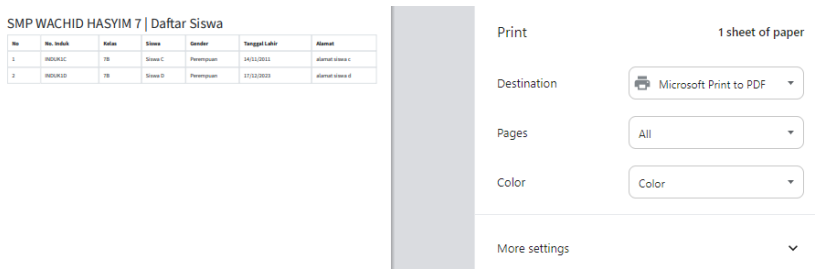 SMP WACHID HASYIM 7 | Daftar Siswa
No No. Induk Kelas Siswa Gender Tanggal Lahir Alamat
1 INDUK1C 7B Siswa C Perempuan 14/11/2011 alamat siswa c
2 INDUK1D 7B Siswa D Perempuan 17/12/2023 alamat siswa d
Print 1 sheet of paper
Destination Microsoft Print to PDF
Pages All
Color Color
More settings